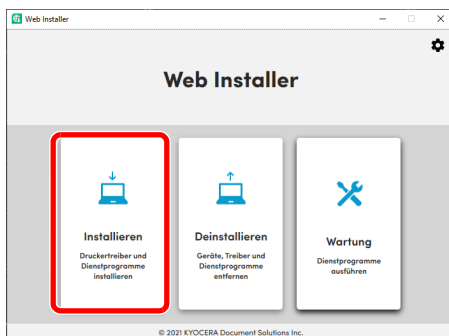 Web Installer
Web Installer
Installieren
Druckertreiber und
Dienstprogramme
installieren
Deinstallieren
Geräte, Treiber und
Dienstprogramme
entfernen
Wartung
Dienstprogramme
ausführen
© 2021 KYOCERA Document Solutions Inc.